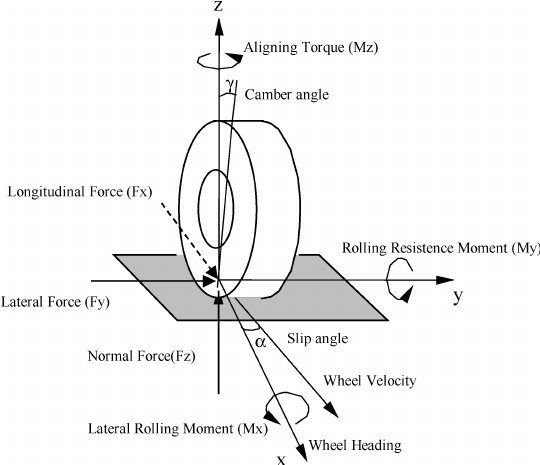 z
Aligning Torque (Mz)
γ
Camber angle
Longitudinal Force (Fx)
Rolling Resistence Moment (My)
y
Lateral Force (Fy)
Slip angle
α
Normal Force(Fz)
Wheel Velocity
Lateral Rolling Moment (Mx)
Wheel Heading
x